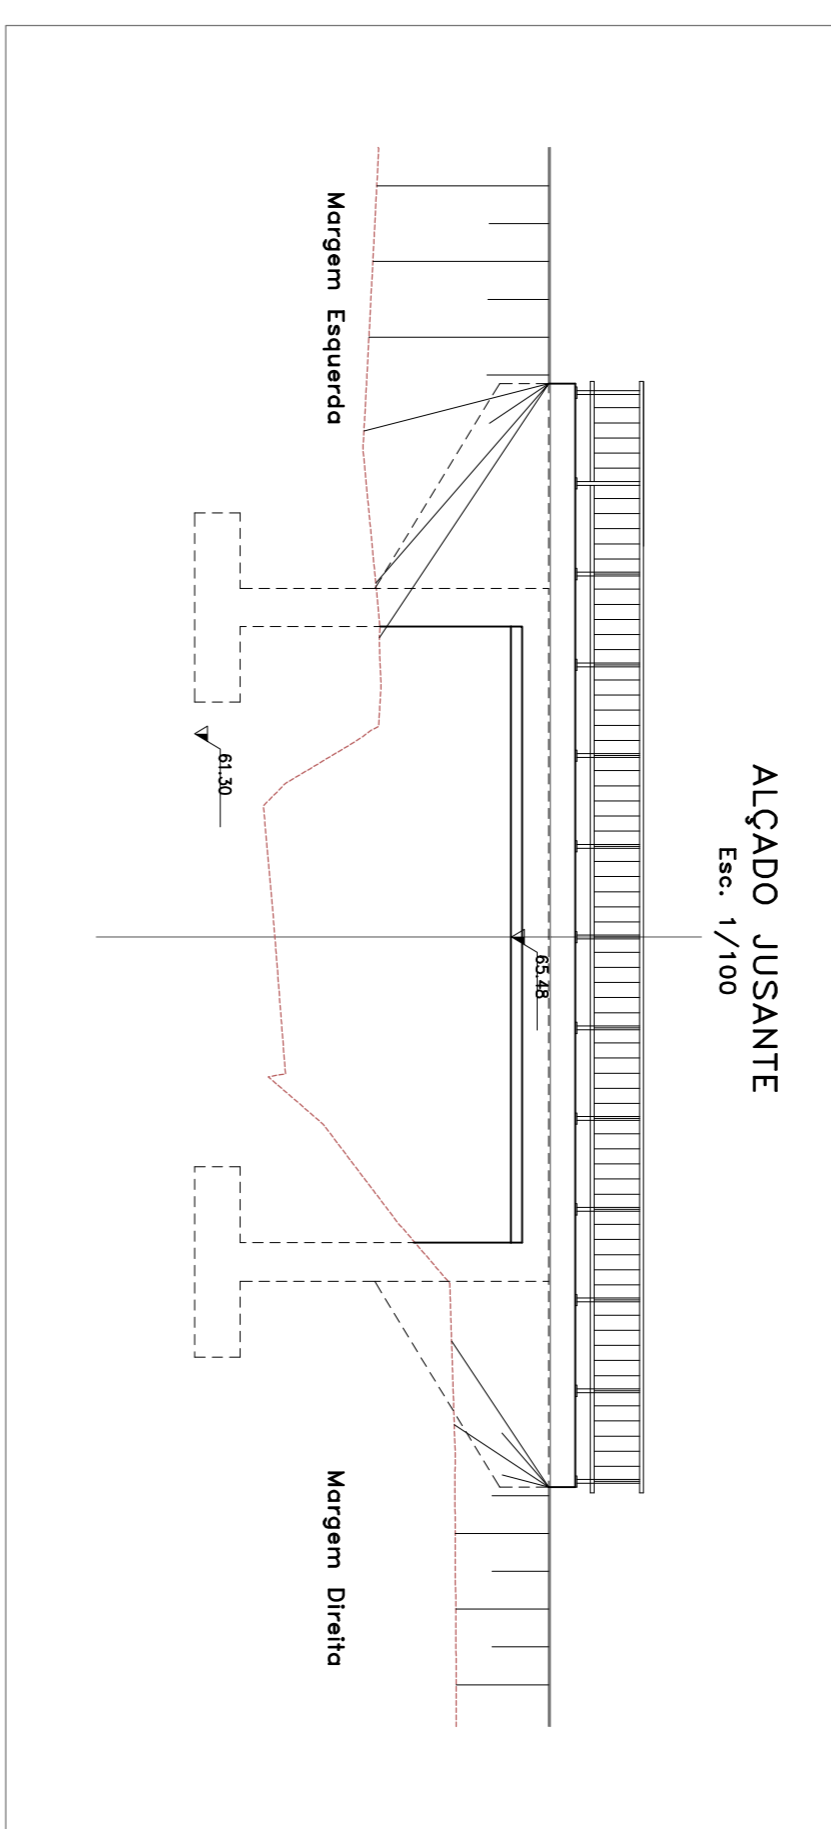 ALÇADO JUSANTE
Esc. 1/100
65.48
61.30
Margem Esquerda
Margem Direita